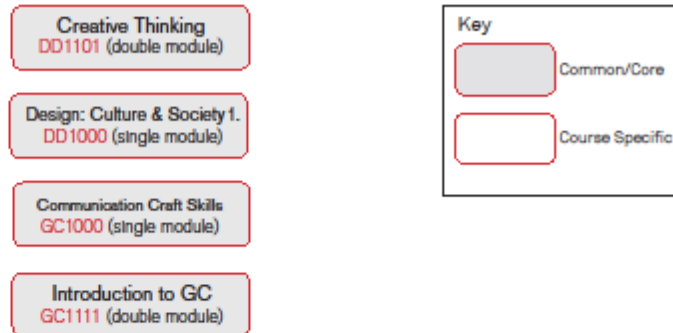 Creative Thinking
DD1101 (double module)
Design: Culture & Society 1.
DD1000 (single module)
Communication Craft Skills
GC1000 (single module)
Introduction to GC
GC1111 (double module)
Key
Common/Core
Course Specific